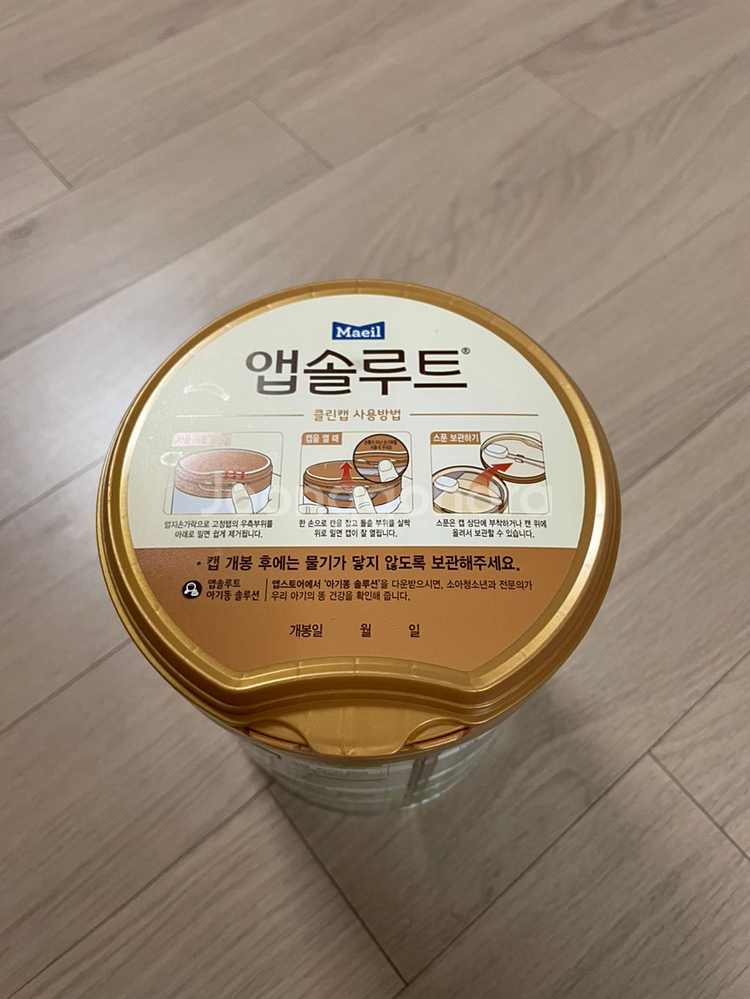 Maeil
앱솔루트®
클린캡 사용방법
캡을 열 때
스푼 보관하기
엄지손가락으로 고정탭의 우측부위를
아래로 밀면 쉽게 제거됩니다.
한 손으로 캔을 잡고 돌출 부위를 살짝
위로 밀면 캡이 잘 열립니다.
스푼은 캡 상단에 부착하거나 캔 위에
올려서 보관할 수 있습니다.
• 캡 개봉 후에는 물기가 닿지 않도록 보관해주세요.
앱솔루트
아기똥 솔루션
앱스토어에서 '아기똥 솔루션'을 다운받으시면, 소아청소년과 전문의가
우리 아기의 똥 건강을 확인해 줍니다.
개봉일 월 일
Joonggonara